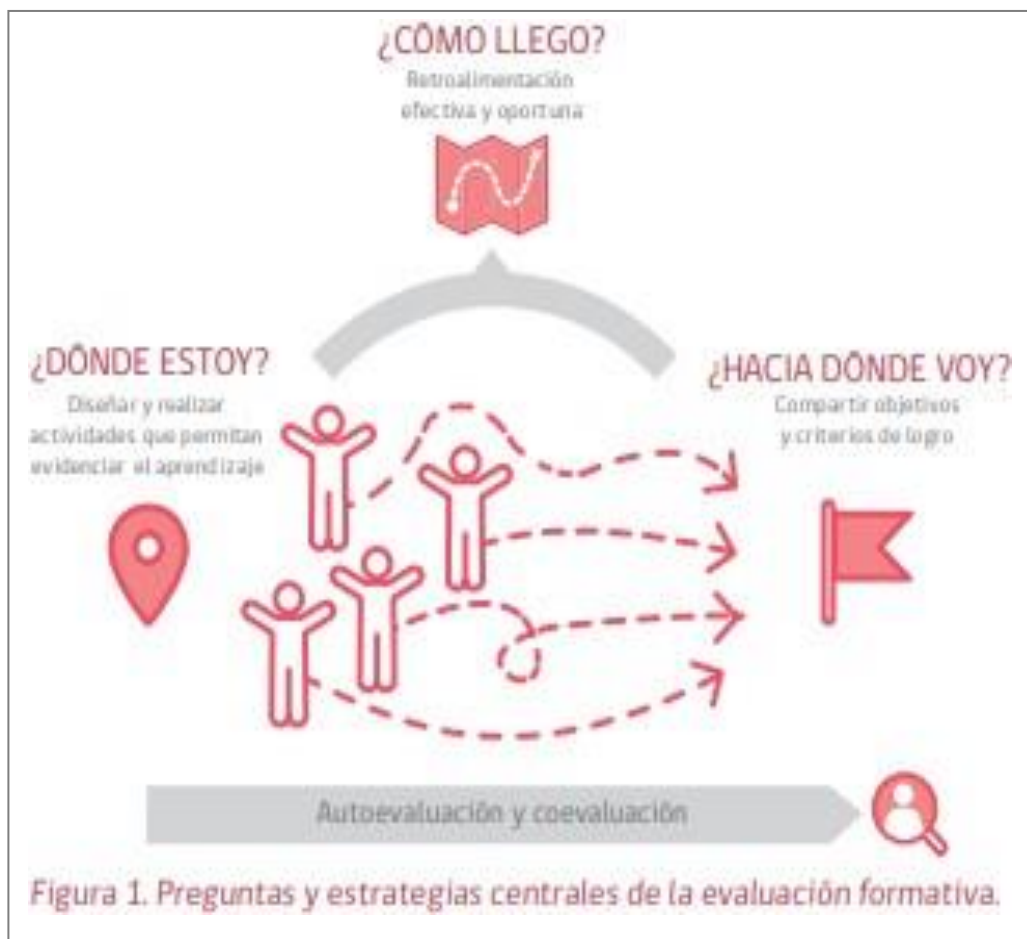 ¿CÓMO LLEGO?
Retroalimentación
efectiva y oportuna
¿DÓNDE ESTOY?
Diseñar y realizar
actividades que permitan
evidenciar el aprendizaje
¿HACIA DÓNDE VOY?
Compartir objetivos
y criterios de logro
Autoevaluación y coevaluación
Figura 1. Preguntas y estrategias centrales de la evaluación formativa.